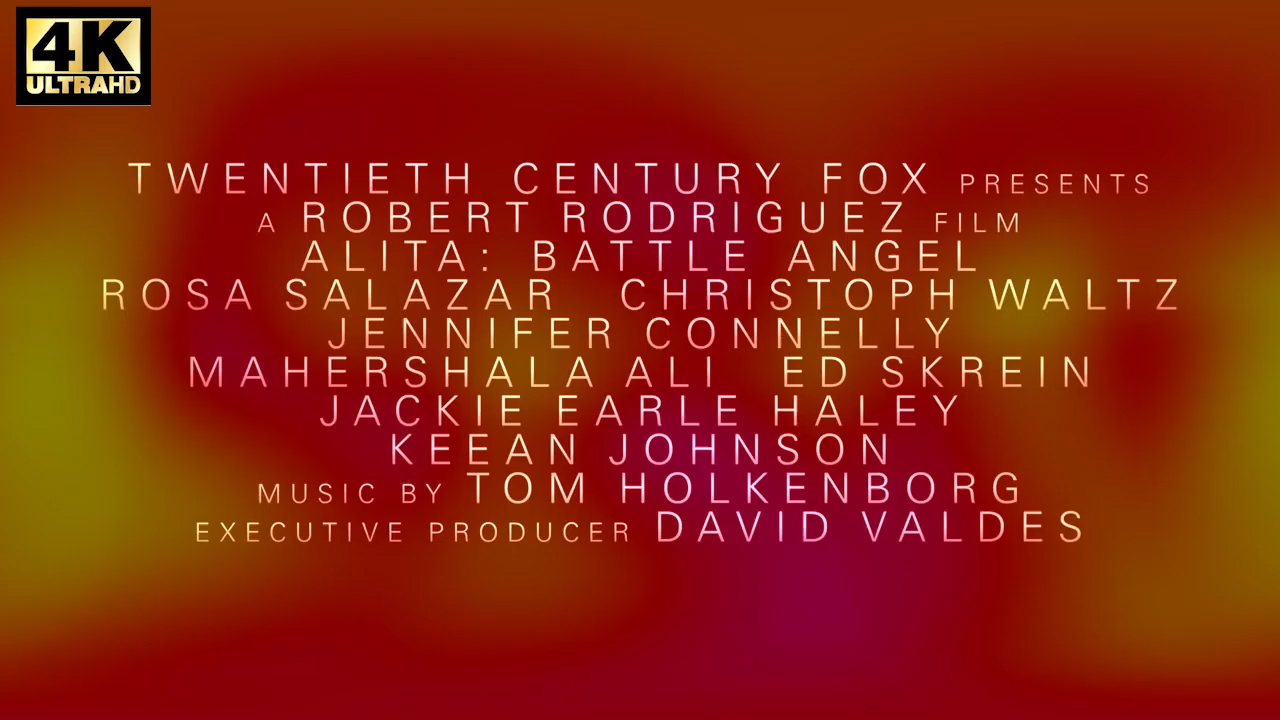 4K
ULTRAHD
TWENTIETH CENTURY FOX PRESENTS
A ROBERT RODRIGUEZ FILM
ALITA: BATTLE ANGEL
ROSA SALAZAR CHRISTOPH WALTZ
JENNIFER CONNELLY
MAHERSHALA ALI ED SKREIN
JACKIE EARLE HALEY
KEEAN JOHNSON
MUSIC BY TOM HOLKENBORG
EXECUTIVE PRODUCER DAVID VALDES